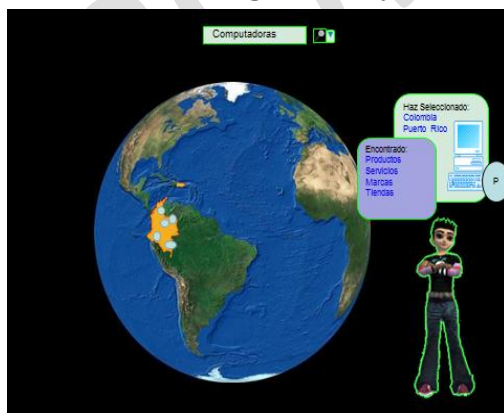 Computadoras
Haz Seleccionado:
Colombia
Puerto Rico
Encontrado:
Productos
Servicios
Marcas
Tiendas
P